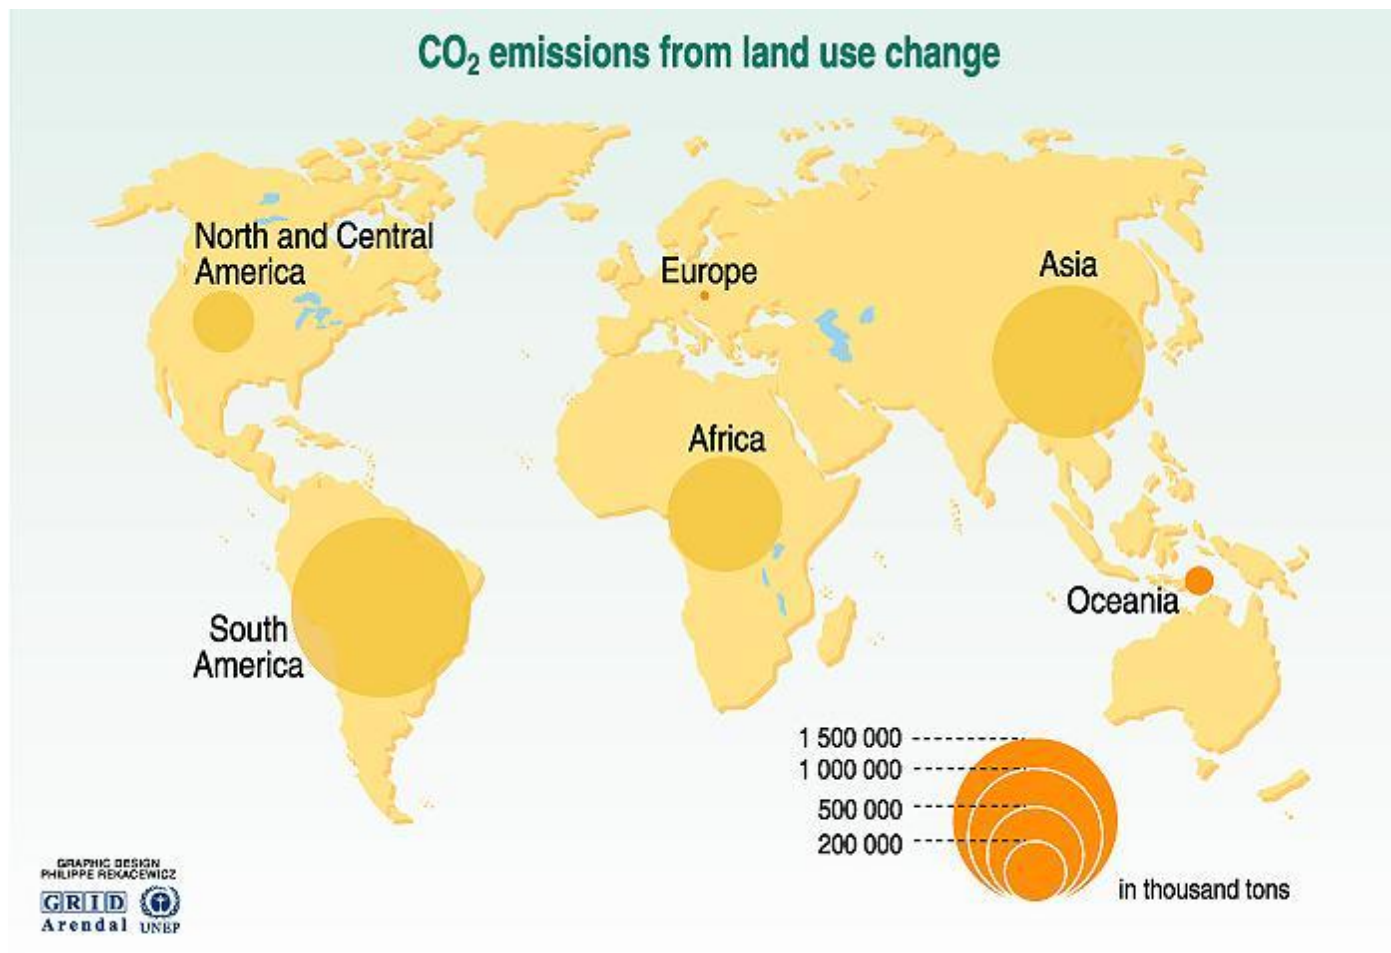 CO₂ emissions from land use change
North and Central
America
Europe
Asia
Africa
South
America
Oceania
1 500 000
1 000 000
500 000
200 000
in thousand tons
GRAPHIC DESIGN
PHILIPPE REKACEWICZ
GRID
Arendal
UNEP